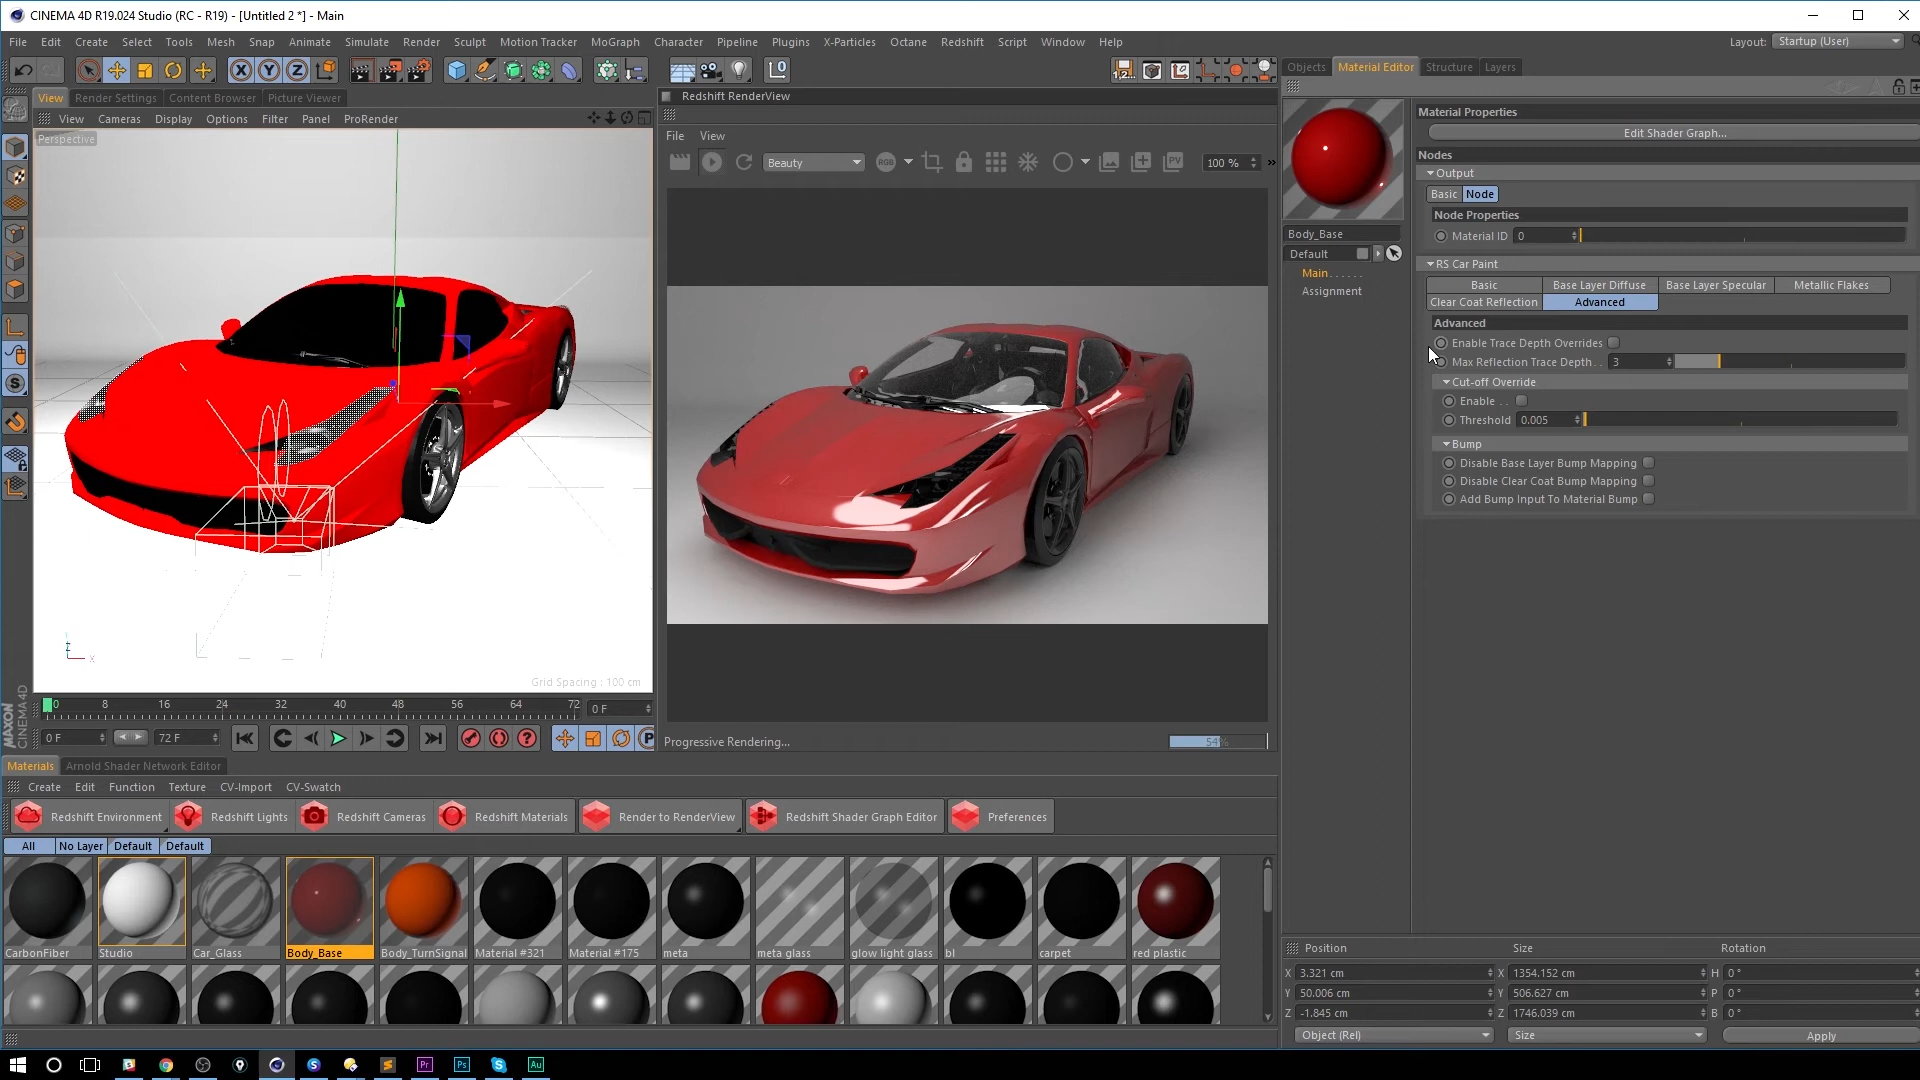 CINEMA 4D R19.024 Studio (RC - R19) - [Untitled 2 *] - Main
File Edit Create Select Tools Mesh Snap Animate Simulate Render Sculpt Motion Tracker MoGraph Character Pipeline Plugins X-Particles Octane Redshift Script Window Help
Layout: Startup (User)
View Render Settings Content Browser Picture Viewer
View Cameras Display Options Filter Panel ProRender
Perspective
Grid Spacing : 100 cm
Z
X
Redshift RenderView
File View
Beauty
RGB
PV
100 %
»
Progressive Rendering...
54%
Objects Material Editor Structure Layers
Body_Base
Default
Main
Assignment
Material Properties
Edit Shader Graph...
Nodes
Output
Basic Node
Node Properties
Material ID 0
RS Car Paint
Basic Base Layer Diffuse Base Layer Specular Metallic Flakes
Clear Coat Reflection Advanced
Advanced
Enable Trace Depth Overrides
Max Reflection Trace Depth 3
Cut-off Override
Enable
Threshold 0.005
Bump
Disable Base Layer Bump Mapping
Disable Clear Coat Bump Mapping
Add Bump Input To Material Bump
0 8 16 24 32 40 48 56 64 72
0 F
0 F
72 F
MAXON
CINEMA4D
Materials Arnold Shader Network Editor
Create Edit Function Texture CV-Import CV-Swatch
Redshift Environment Redshift Lights Redshift Cameras Redshift Materials Render to RenderView Redshift Shader Graph Editor Preferences
All No Layer Default Default
CarbonFiber Studio Car_Glass Body_Base Body_TurnSignal Material #321 Material #175 meta meta glass glow light glass bl carpet red plastic
Position Size Rotation
X 3.321 cm X 1354.152 cm H 0 °
Y 50.006 cm Y 506.627 cm P 0 °
Z -1.845 cm Z 1746.039 cm B 0 °
Object (Rel) Size Apply
Pr Ps Au